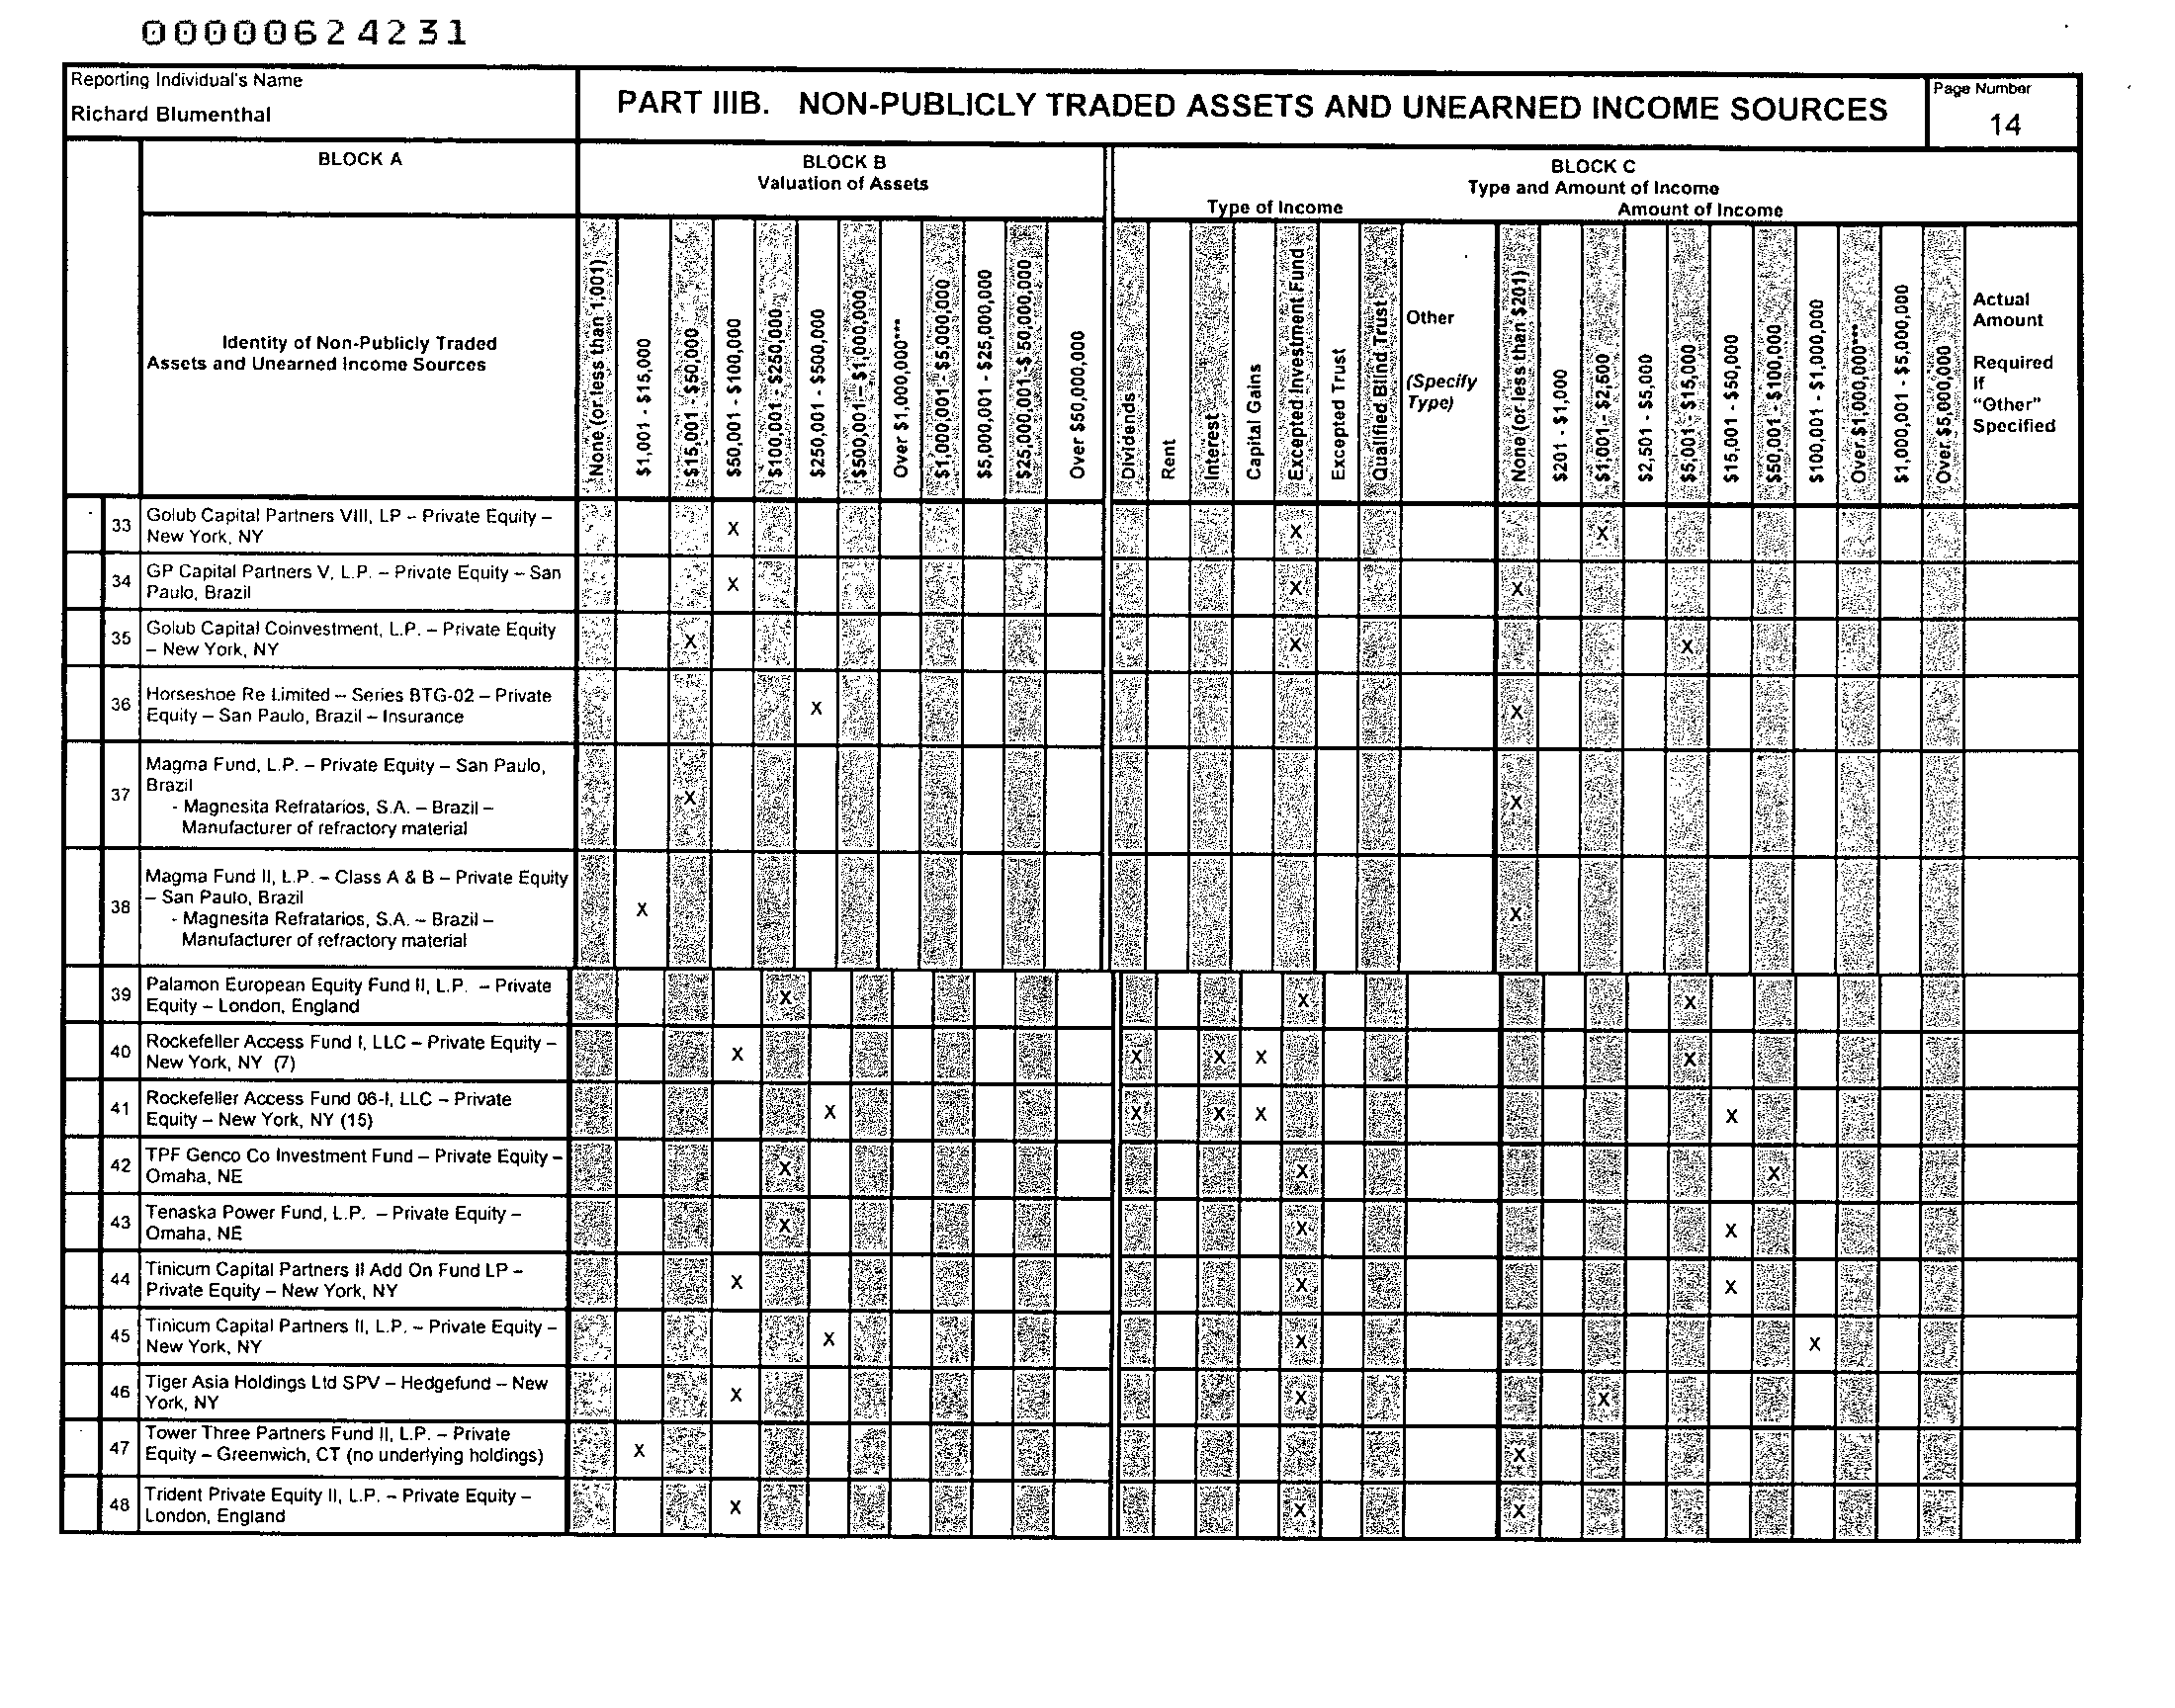 00000624231
Reporting Individual's Name
Richard Blumenthal
PART IIIB. NON-PUBLICLY TRADED ASSETS AND UNEARNED INCOME SOURCES
Page Number
14
BLOCK A
BLOCK B
Valuation of Assets
BLOCK C
Type and Amount of Income
Type of Income
Amount of Income
Identity of Non-Publicly Traded
Assets and Unearned Income Sources
None (or less than 1,001)
$1,001 - $15,000
$15,001 - $50,000
$50,001 - $100,000
$100,001 - $250,000
$250,001 - $500,000
$500,001 – $1,000,000
Over $1,000,000***
$1,000,001 - $5,000,000
$5,000,001 - $25,000,000
$25,000,001 - $50,000,000
Over $50,000,000
Dividends
Rent
Interest
Capital Gains
Excepted Investment Fund
Excepted Trust
Qualified Blind Trust
Other
(Specify
Type)
None (or less than $201)
$201 - $1,000
$1,001 - $2,500
$2,501 - $5,000
$5,001 - $15,000
$15,001 - $50,000
$50,001 - $100,000
$100,001 - $1,000,000
Over $1,000,000***
$1,000,001 - $5,000,000
Over $5,000,000
Actual
Amount
Required
If
"Other"
Specified
33 Golub Capital Partners VIII, LP – Private Equity – X X X
New York, NY
34 GP Capital Partners V, L.P. – Private Equity – San X X X
Paulo, Brazil
35 Golub Capital Coinvestment, L.P. – Private Equity X X X
– New York, NY
36 Horseshoe Re Limited – Series BTG-02 – Private X X
Equity – San Paulo, Brazil – Insurance
37 Magma Fund, L.P. – Private Equity – San Paulo, X X
Brazil
- Magnesita Refratarios, S.A. – Brazil –
Manufacturer of refractory material
38 Magma Fund II, L.P. – Class A & B – Private Equity X X
– San Paulo, Brazil
- Magnesita Refratarios, S.A. – Brazil –
Manufacturer of refractory material
39 Palamon European Equity Fund II, L.P. – Private X X X
Equity – London, England
40 Rockefeller Access Fund I, LLC – Private Equity – X X X X X
New York, NY (7)
41 Rockefeller Access Fund 06-I, LLC – Private X X X X X
Equity – New York, NY (15)
42 TPF Genco Co Investment Fund – Private Equity – X X X
Omaha, NE
43 Tenaska Power Fund, L.P. – Private Equity – X X X
Omaha, NE
44 Tinicum Capital Partners II Add On Fund LP – X X X
Private Equity – New York, NY
45 Tinicum Capital Partners II, L.P. – Private Equity – X X X
New York, NY
46 Tiger Asia Holdings Ltd SPV – Hedgefund – New X X X
York, NY
47 Tower Three Partners Fund II, L.P. – Private X X
Equity – Greenwich, CT (no underlying holdings)
48 Trident Private Equity II, L.P. – Private Equity – X X X
London, England